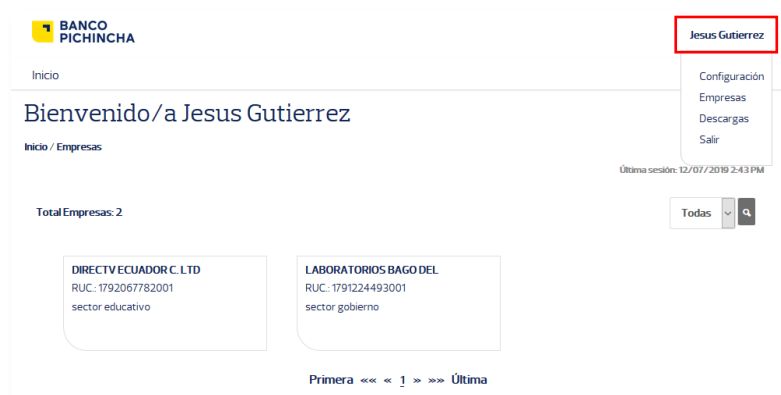 BANCO
PICHINCHA
Jesus Gutierrez
Inicio
Configuración
Empresas
Descargas
Salir
Bienvenido/a Jesus Gutierrez
Inicio / Empresas
Última sesión: 12/07/2019 2:43 PM
Total Empresas: 2
Todas
DIRECTV ECUADOR C. LTD
RUC.: 1792067782001
sector educativo
LABORATORIOS BAGO DEL
RUC.: 1791224493001
sector gobierno
Primera «« « 1 » »» Última